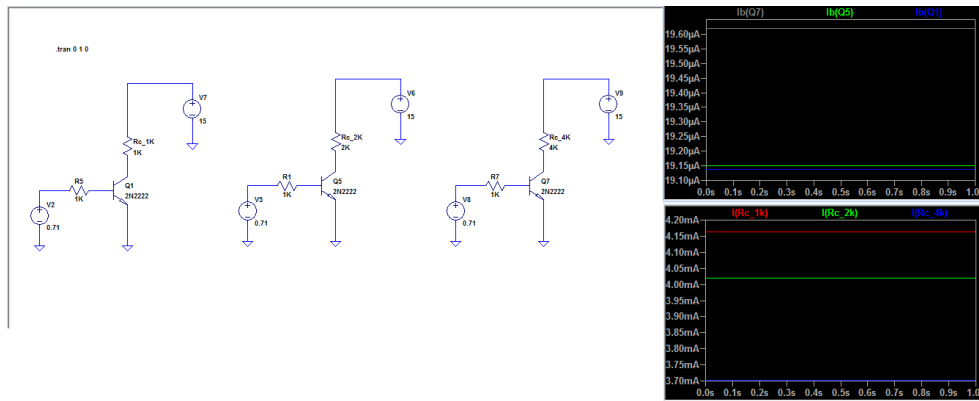 .tran 0 1 0
V7
15
Rc_1K
1K
Q1
2N2222
R5
1K
V2
0.71
V6
15
Rc_2K
2K
Q5
2N2222
R1
1K
V5
0.71
V9
15
Rc_4K
4K
Q7
2N2222
R7
1K
V8
0.71
Ib(Q7) Ib(Q5) Ib(Q1)
19.60µA
19.55µA
19.50µA
19.45µA
19.40µA
19.35µA
19.30µA
19.25µA
19.20µA
19.15µA
19.10µA
0.0s 0.1s 0.2s 0.3s 0.4s 0.5s 0.6s 0.7s 0.8s 0.9s 1.0s
I(Rc_1k) I(Rc_2k) I(Rc_4k)
4.20mA
4.15mA
4.10mA
4.05mA
4.00mA
3.95mA
3.90mA
3.85mA
3.80mA
3.75mA
3.70mA
0.0s 0.1s 0.2s 0.3s 0.4s 0.5s 0.6s 0.7s 0.8s 0.9s 1.0s